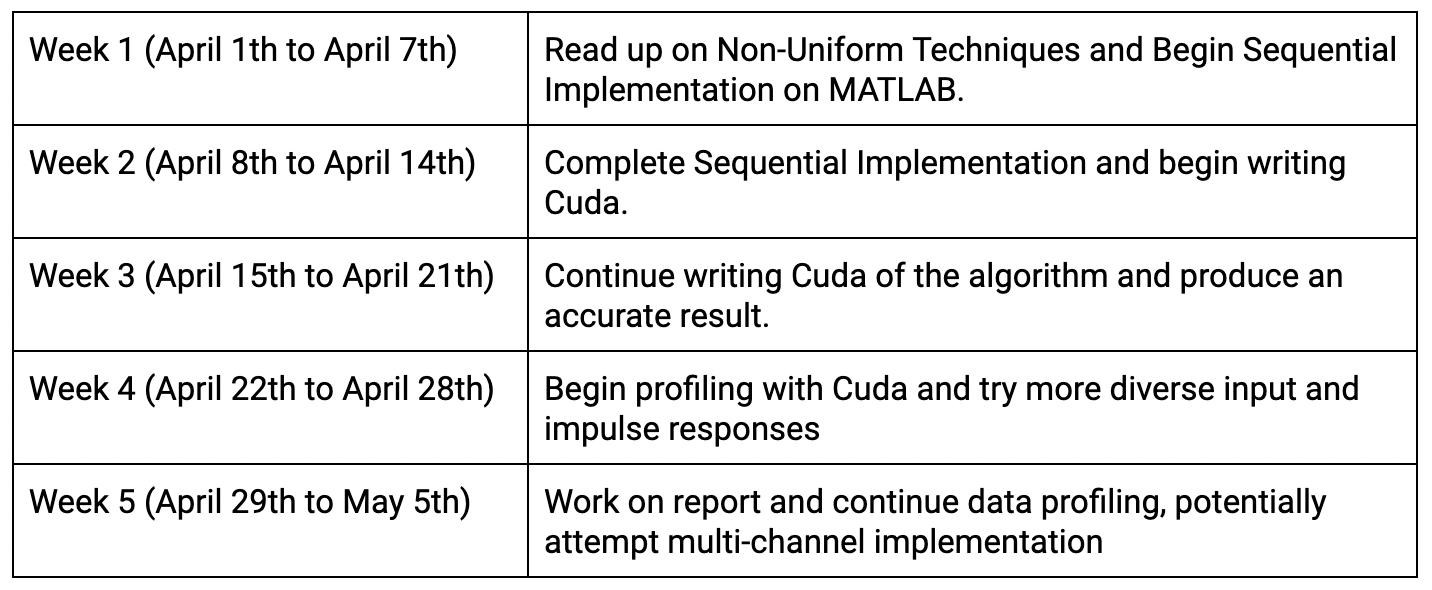 Week 1 (April 1th to April 7th)
Read up on Non-Uniform Techniques and Begin Sequential
Implementation on MATLAB.
Week 2 (April 8th to April 14th)
Complete Sequential Implementation and begin writing
Cuda.
Week 3 (April 15th to April 21th)
Continue writing Cuda of the algorithm and produce an
accurate result.
Week 4 (April 22th to April 28th)
Begin profiling with Cuda and try more diverse input and
impulse responses
Week 5 (April 29th to May 5th)
Work on report and continue data profiling, potentially
attempt multi-channel implementation